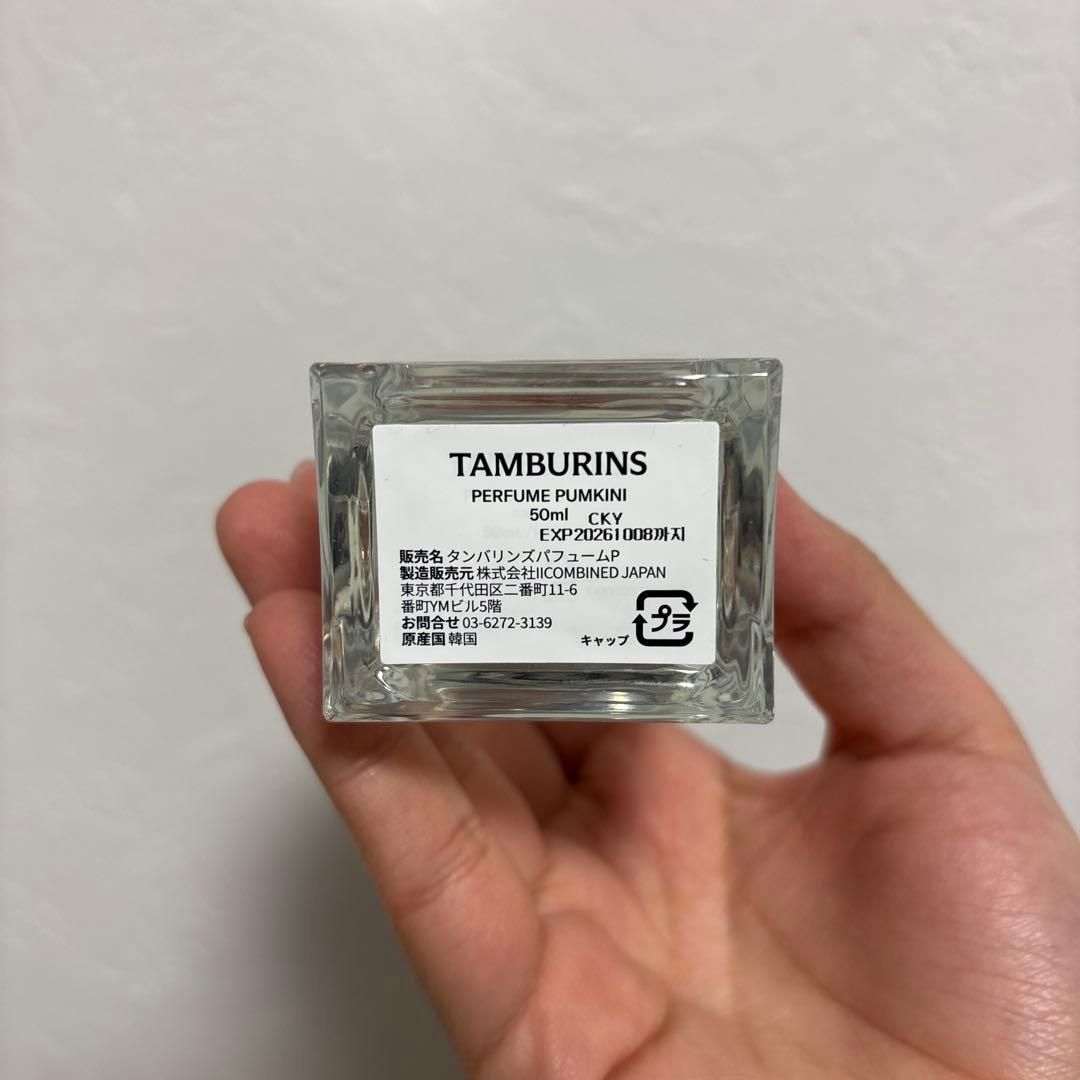 TAMBURINS
PERFUME PUMKINI
50ml CKY
EXP20261008까지
販売名 タンバリンズパフュームP
製造販売元 株式会社IICOMBINED JAPAN
東京都千代田区二番町11-6
番町YMビル5階
お問合せ 03-6272-3139
原産国 韓国
キャップ プラ